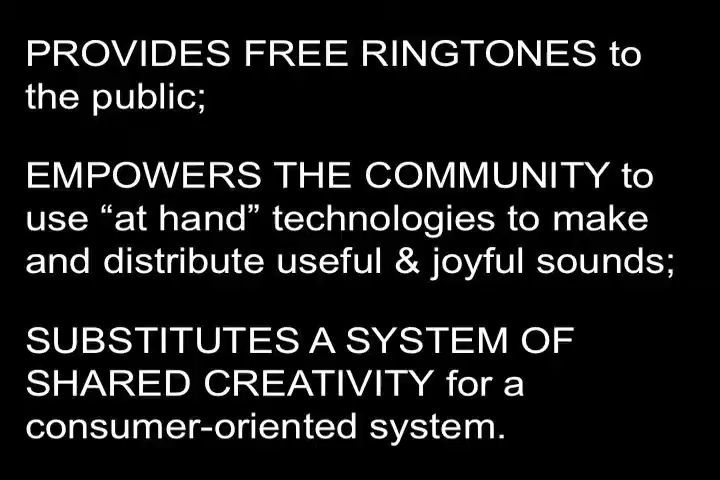 PROVIDES FREE RINGTONES to
the public;
EMPOWERS THE COMMUNITY to
use “at hand” technologies to make
and distribute useful & joyful sounds;
SUBSTITUTES A SYSTEM OF
SHARED CREATIVITY for a
consumer-oriented system.